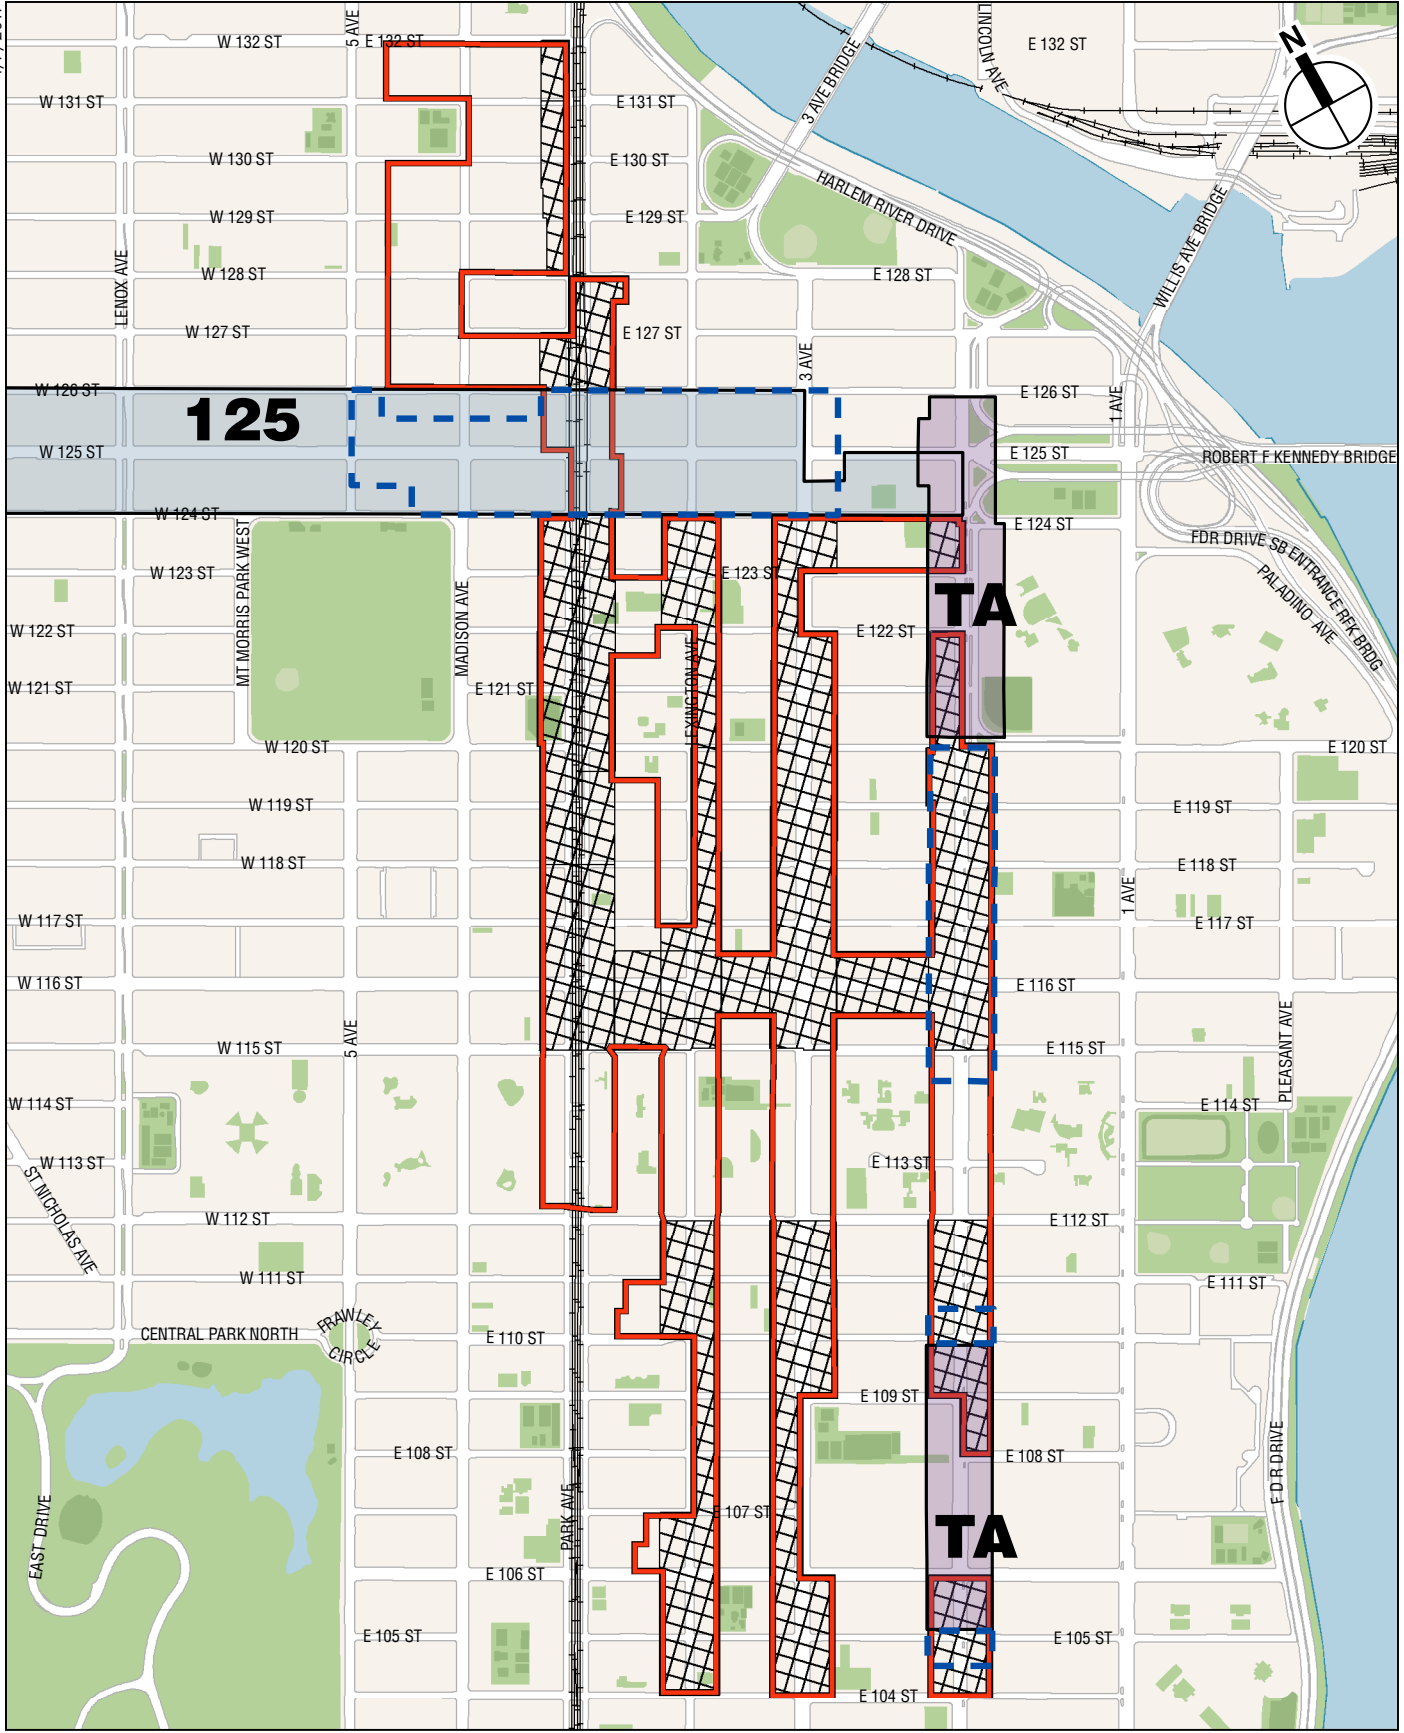 5 AVE
W 132 ST
E 132 ST
LINCOLN AVE
E 132 ST
N
3 AVE BRIDGE
W 131 ST
E 131 ST
W 130 ST
E 130 ST
HARLEM RIVER DRIVE
W 129 ST
E 129 ST
WILLIS AVE BRIDGE
LENOX AVE
W 128 ST
E 128 ST
W 127 ST
E 127 ST
3 AVE
W 126 ST
E 126 ST
1 AVE
125
W 125 ST
E 125 ST
ROBERT F KENNEDY BRIDGE
W 124 ST
E 124 ST
FDR DRIVE SB ENTRANCE RFK BRDG
MT MORRIS PARK WEST
W 123 ST
E 123 ST
MADISON AVE
PALADINO AVE
TA
W 122 ST
E 122 ST
LEXINGTON AVE
W 121 ST
E 121 ST
W 120 ST
E 120 ST
W 119 ST
E 119 ST
W 118 ST
E 118 ST
1 AVE
W 117 ST
E 117 ST
W 116 ST
E 116 ST
5 AVE
PLEASANT AVE
W 115 ST
E 115 ST
W 114 ST
E 114 ST
W 113 ST
E 113 ST
ST NICHOLAS AVE
W 112 ST
E 112 ST
W 111 ST
E 111 ST
CENTRAL PARK NORTH
FRAWLEY
CIRCLE
E 110 ST
E 109 ST
E 108 ST
E 108 ST
F D R DRIVE
EAST DRIVE
PARK AVE
E 107 ST
TA
E 106 ST
E 105 ST
E 105 ST
E 104 ST